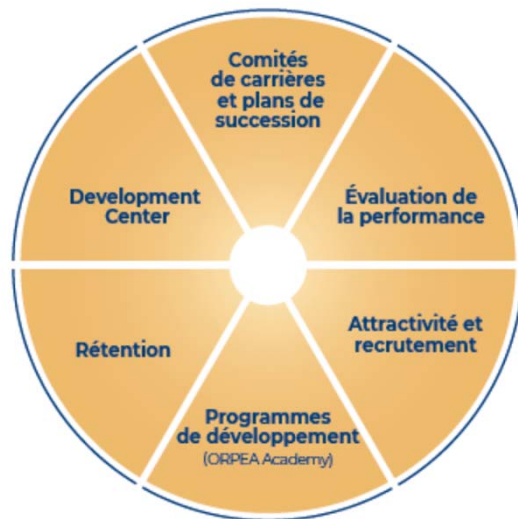 Comités
de carrières
et plans de
succession
Évaluation de
la performance
Attractivité et
recrutement
Programmes
de développement
(ORPEA Academy)
Rétention
Development
Center